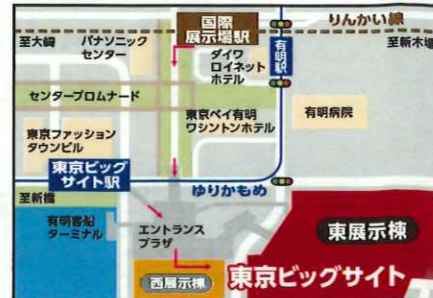 国際
展示場駅
りんかい線
至大崎
パナソニック
センター
ダイワ
ロイネット
ホテル
有明駅
至新木場
センタープロムナード
東京ベイ有明
ワシントンホテル
有明病院
東京ファッション
タウンビル
東京ビッグ
サイト駅
ゆりかもめ
至新橋
有明客船
ターミナル
エントランス
プラザ
東展示棟
西展示棟
東京ビッグサイト